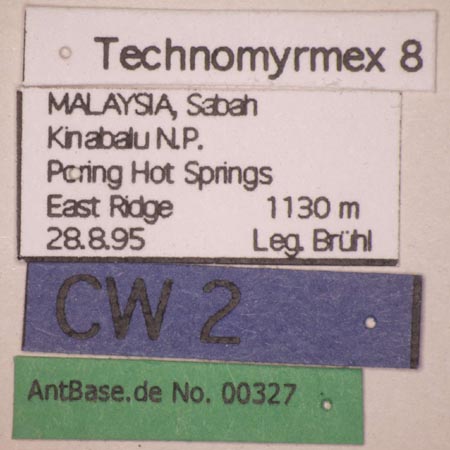 Technomyrmex 8
MALAYSIA, Sabah
Kinabalu N.P.
Poring Hot Springs
East Ridge 1130 m
28.8.95 Leg. Brühl
CW 2
AntBase.de No. 00327